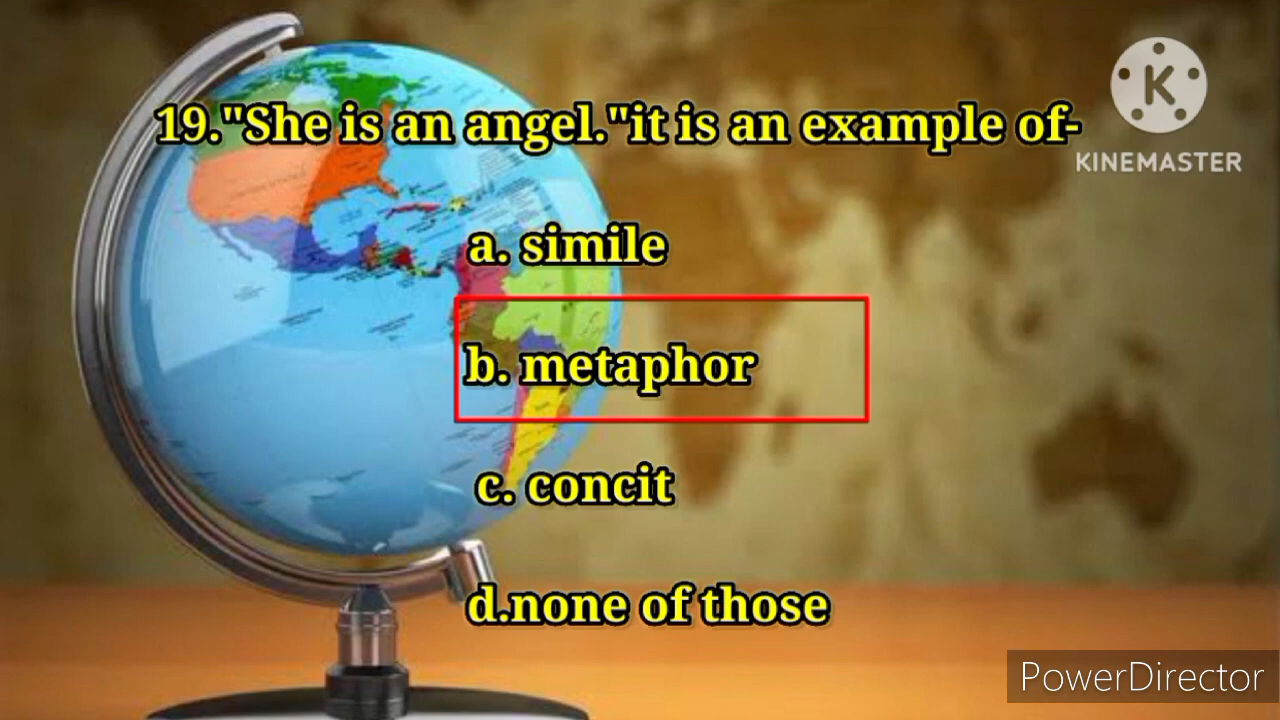 19."She is an angel."it is an example of-
K
KINEMASTER
a. simile
b. metaphor
c. concit
d.none of those
PowerDirector